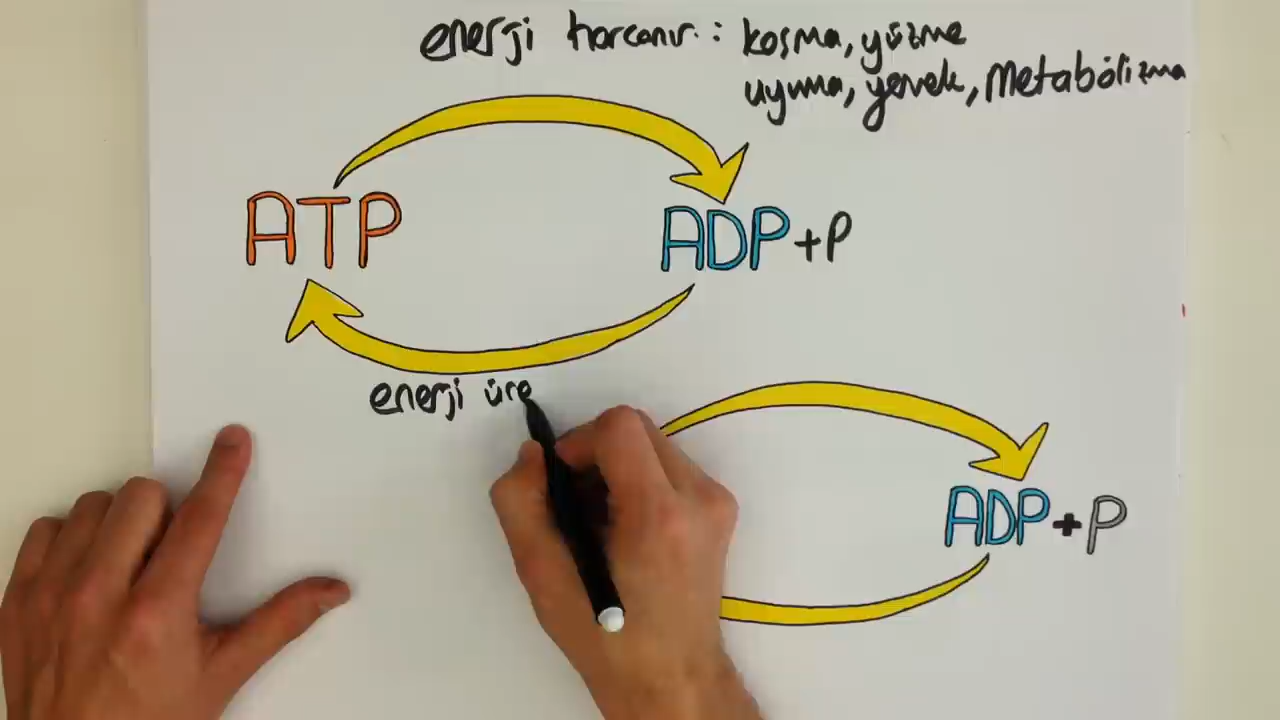 enerji harcanır : koşma, yüzme
uyuma, yemek, Metabolizma
ATP
ADP+P
enerji üre
ADP+P